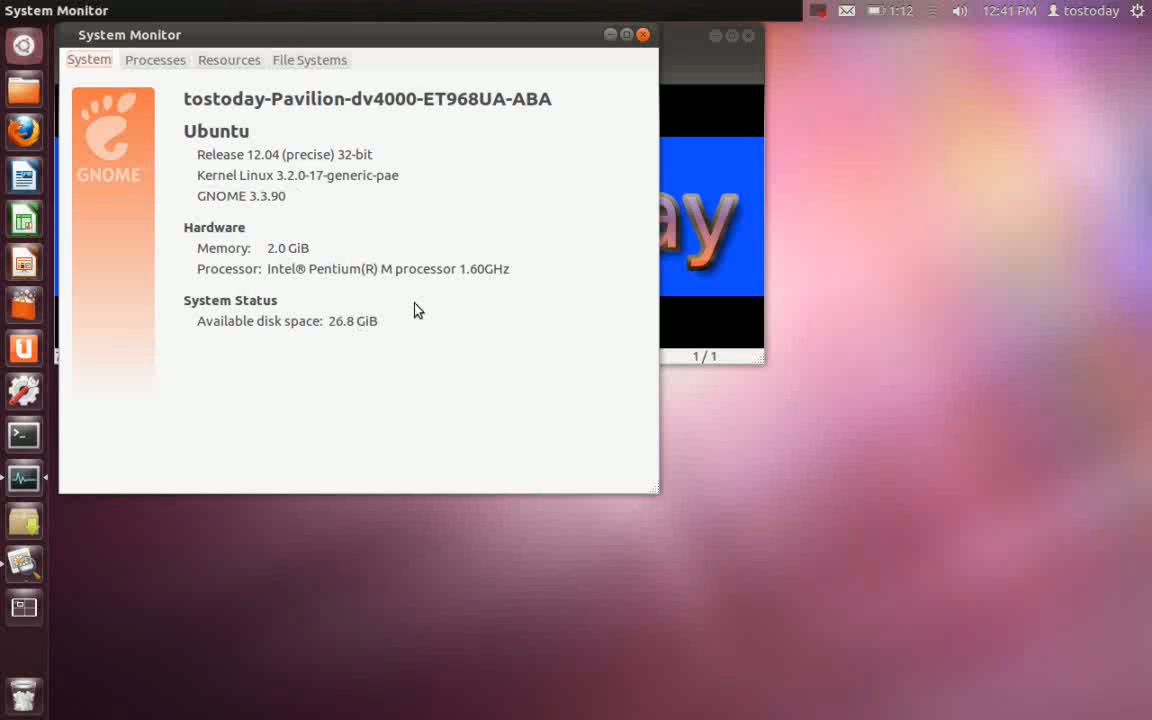 System Monitor
1:12 12:41 PM tostoday
System Monitor
System Processes Resources File Systems
GNOME
tostoday-Pavilion-dv4000-ET968UA-ABA
Ubuntu
Release 12.04 (precise) 32-bit
Kernel Linux 3.2.0-17-generic-pae
GNOME 3.3.90
Hardware
Memory: 2.0 GiB
Processor: Intel® Pentium(R) M processor 1.60GHz
System Status
Available disk space: 26.8 GiB
ay
1 / 1